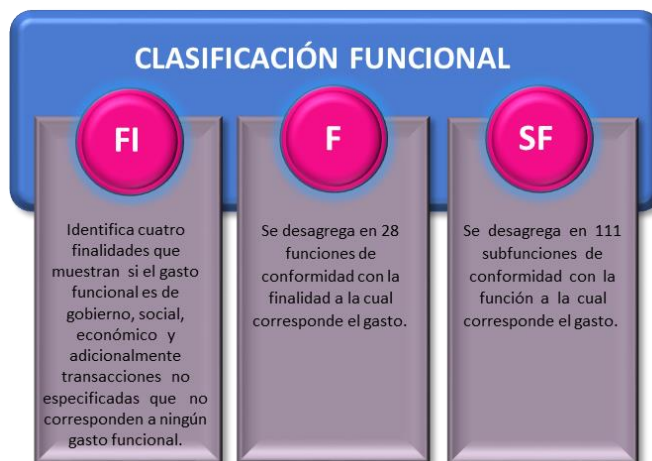 CLASIFICACIÓN FUNCIONAL
FI
Identifica cuatro
finalidades que
muestran si el gasto
funcional es de
gobierno, social,
económico y
adicionalmente
transacciones no
especificadas que no
corresponden a ningún
gasto funcional.
F
Se desagrega en 28
funciones de
conformidad con la
finalidad a la cual
corresponde el gasto.
SF
Se desagrega en 111
subfunciones de
conformidad con la
función a la cual
corresponde el gasto.